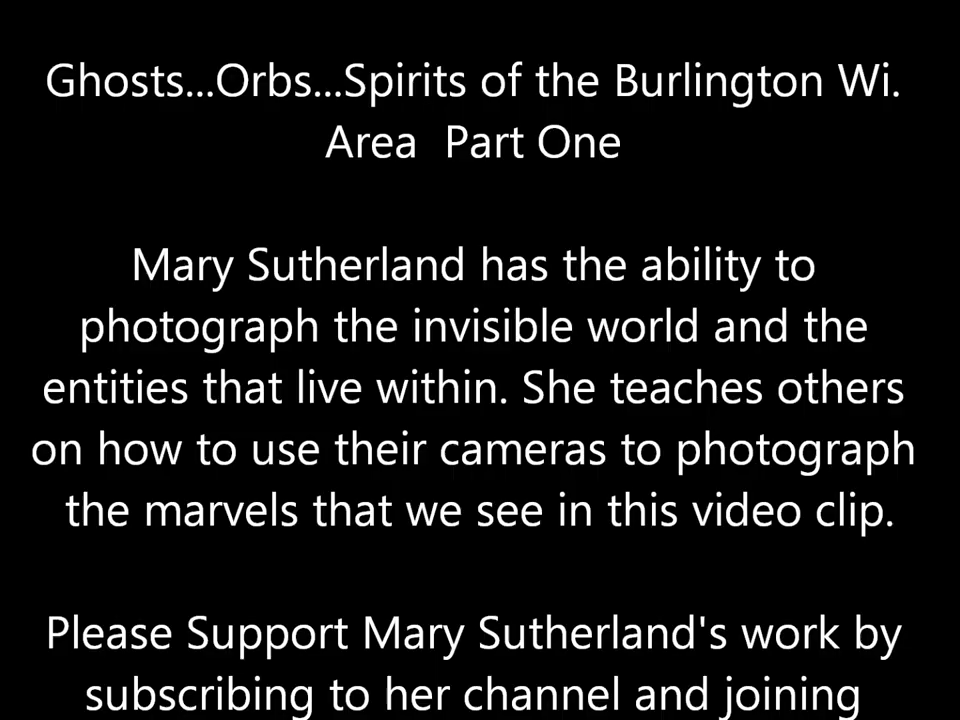 Ghosts...Orbs...Spirits of the Burlington Wi.
Area  Part One
Mary Sutherland has the ability to
photograph the invisible world and the
entities that live within. She teaches others
on how to use their cameras to photograph
the marvels that we see in this video clip.
Please Support Mary Sutherland's work by
subscribing to her channel and joining